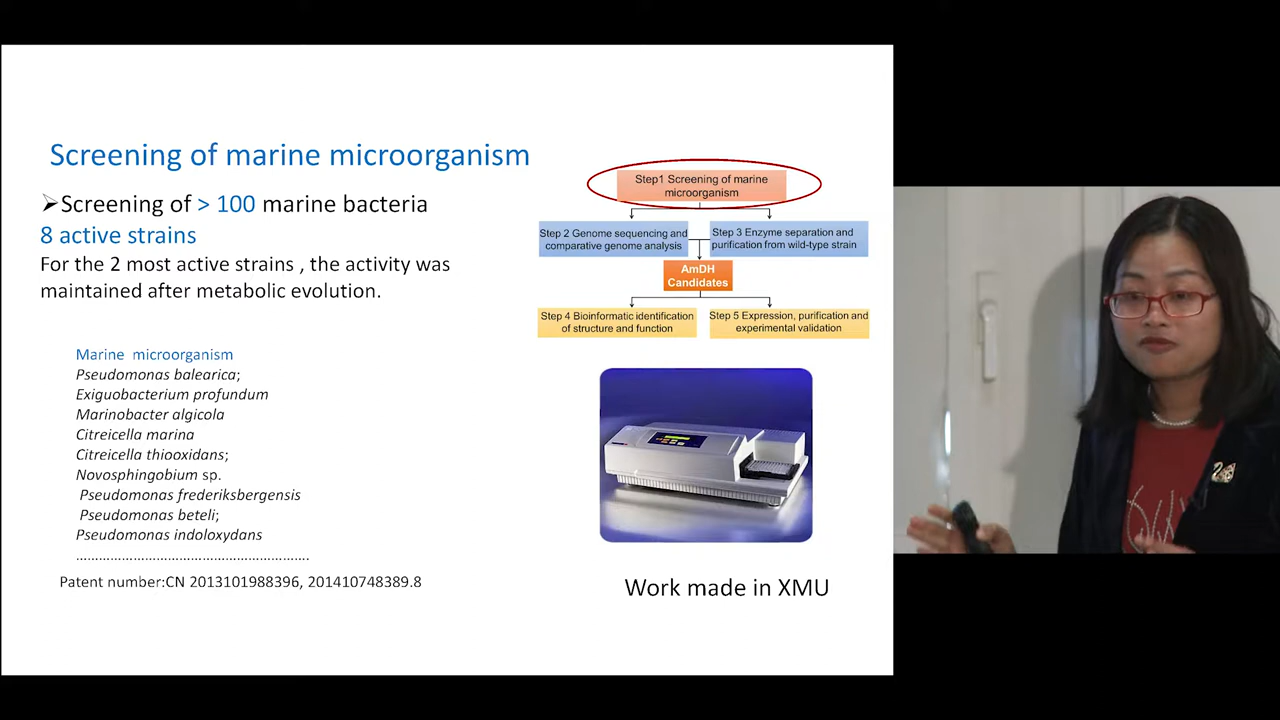 Screening of marine microorganism
➢Screening of > 100 marine bacteria
8 active strains
For the 2 most active strains , the activity was
maintained after metabolic evolution.
Marine microorganism
Pseudomonas balearica;
Exiguobacterium profundum
Marinobacter algicola
Citreicella marina
Citreicella thiooxidans;
Novosphingobium sp.
Pseudomonas frederiksbergensis
Pseudomonas beteli;
Pseudomonas indoloxydans
……………………………………………………….
Patent number:CN 2013101988396, 201410748389.8
Step1 Screening of marine
microorganism
Step 2 Genome sequencing and
comparative genome analysis
Step 3 Enzyme separation and
purification from wild-type strain
AmDH
Candidates
Step 4 Bioinformatic identification
of structure and function
Step 5 Expression, purification and
experimental validation
Work made in XMU